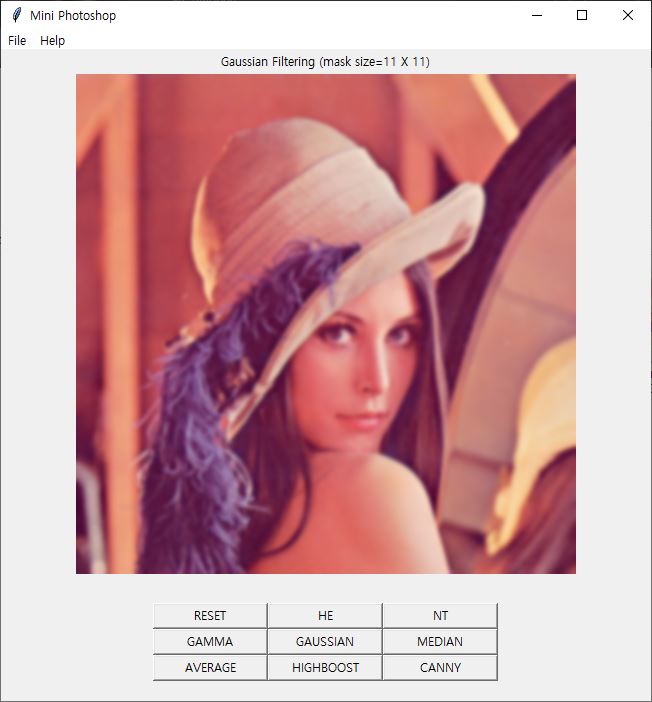 Mini Photoshop
File Help
Gaussian Filtering (mask size=11 X 11)
RESET HE NT
GAMMA GAUSSIAN MEDIAN
AVERAGE HIGHBOOST CANNY